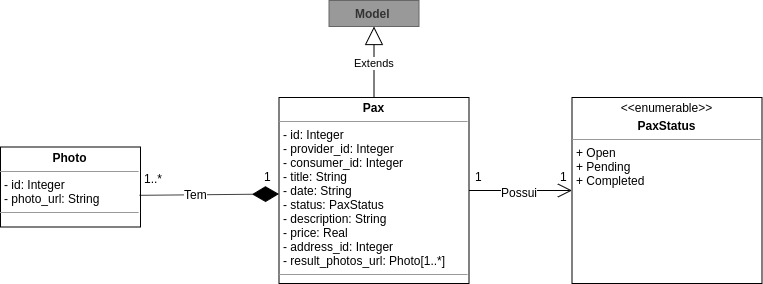 Model
Extends
Pax
- id: Integer
- provider_id: Integer
- consumer_id: Integer
- title: String
- date: String
- status: PaxStatus
- description: String
- price: Real
- address_id: Integer
- result_photos_url: Photo[1..*]
Photo
- id: Integer
- photo_url: String
1..*
Tem
1
1
Possui
1
<<enumerable>>
PaxStatus
+ Open
+ Pending
+ Completed